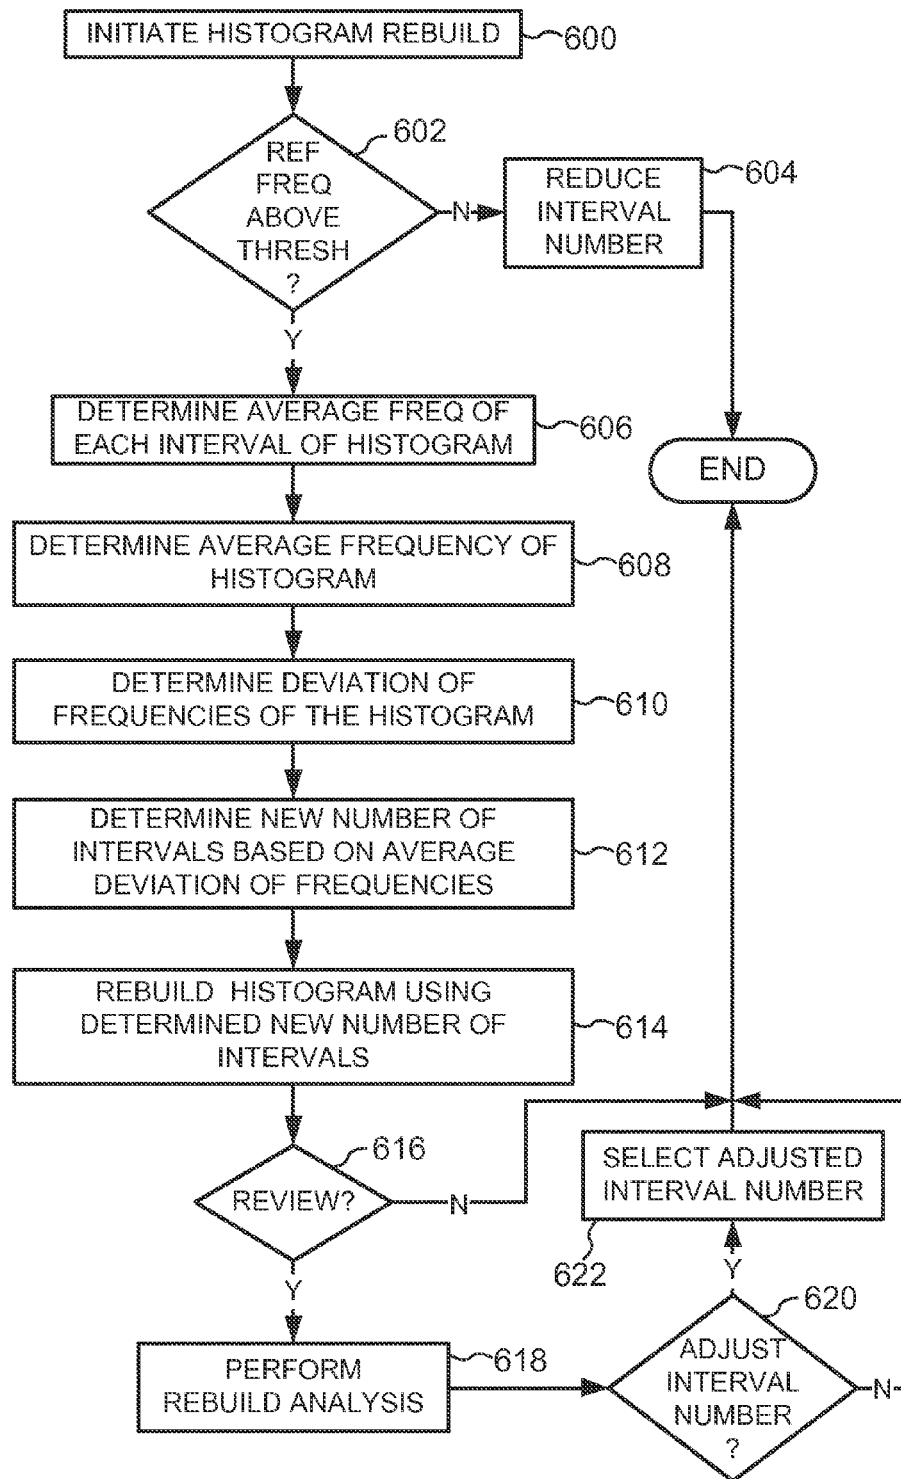 INITIATE HISTOGRAM REBUILD
600
602
REF
FREQ
ABOVE
THRESH
?
N
REDUCE
INTERVAL
NUMBER
604
Y
DETERMINE AVERAGE FREQ OF
EACH INTERVAL OF HISTOGRAM
606
END
DETERMINE AVERAGE FREQUENCY OF
HISTOGRAM
608
DETERMINE DEVIATION OF
FREQUENCIES OF THE HISTOGRAM
610
DETERMINE NEW NUMBER OF
INTERVALS BASED ON AVERAGE
DEVIATION OF FREQUENCIES
612
REBUILD HISTOGRAM USING
DETERMINED NEW NUMBER OF
INTERVALS
614
616
REVIEW?
N
SELECT ADJUSTED
INTERVAL NUMBER
622
Y
Y
620
PERFORM
REBUILD ANALYSIS
618
ADJUST
INTERVAL
NUMBER
?
N